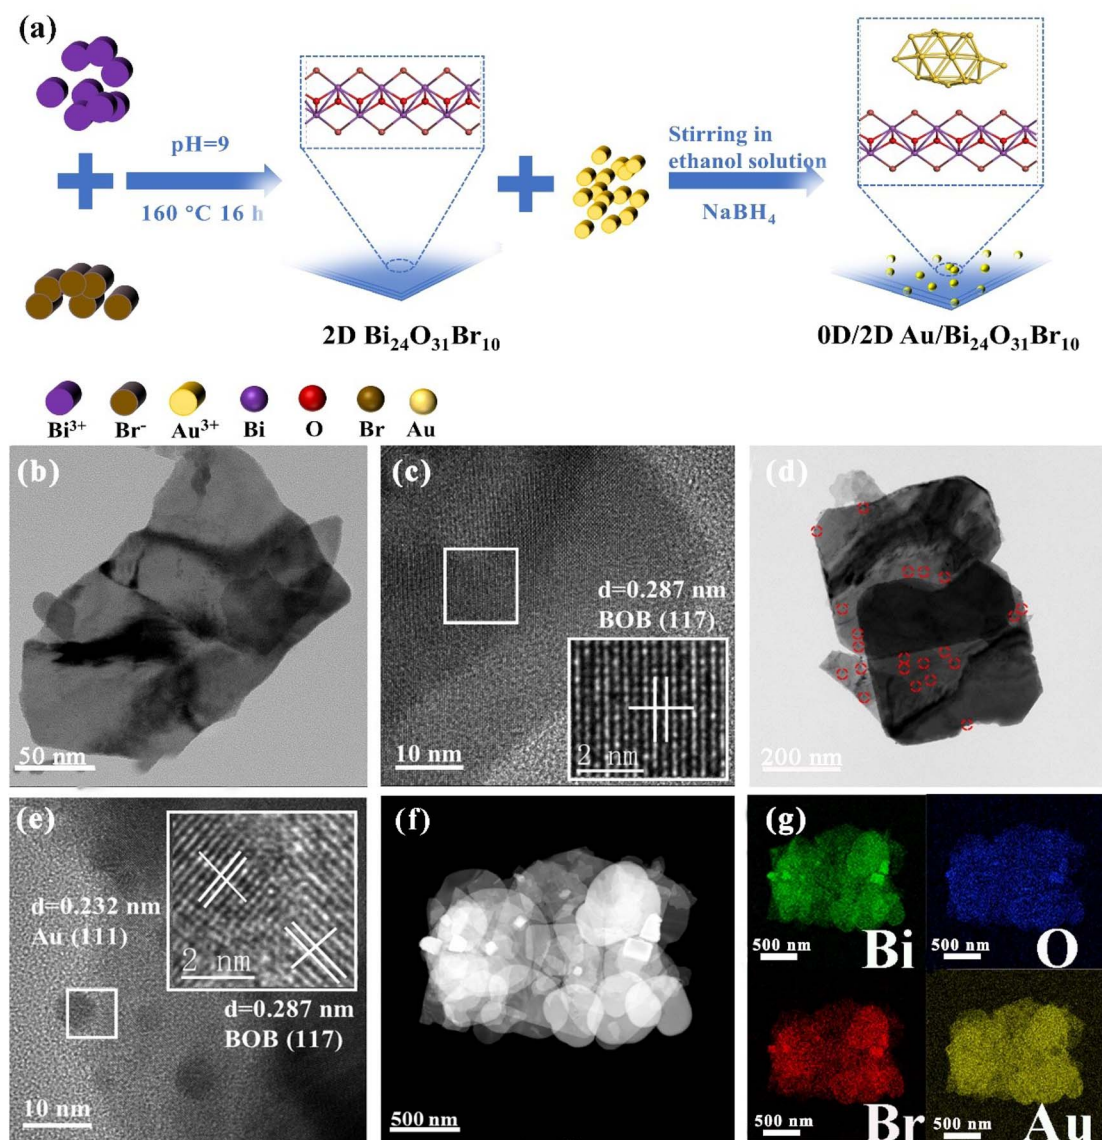 (a)
pH=9
160 °C 16 h
Stirring in
ethanol solution
NaBH₄
2D Bi₂₄O₃₁Br₁₀
0D/2D Au/Bi₂₄O₃₁Br₁₀
Bi³⁺ Br⁻ Au³⁺ Bi O Br Au
(b)
50 nm
(c)
d=0.287 nm
BOB (117)
2 nm
10 nm
(d)
200 nm
(e)
d=0.232 nm
Au (111)
2 nm
d=0.287 nm
BOB (117)
10 nm
(f)
500 nm
(g)
500 nm
Bi
500 nm
O
500 nm
Br
500 nm
Au